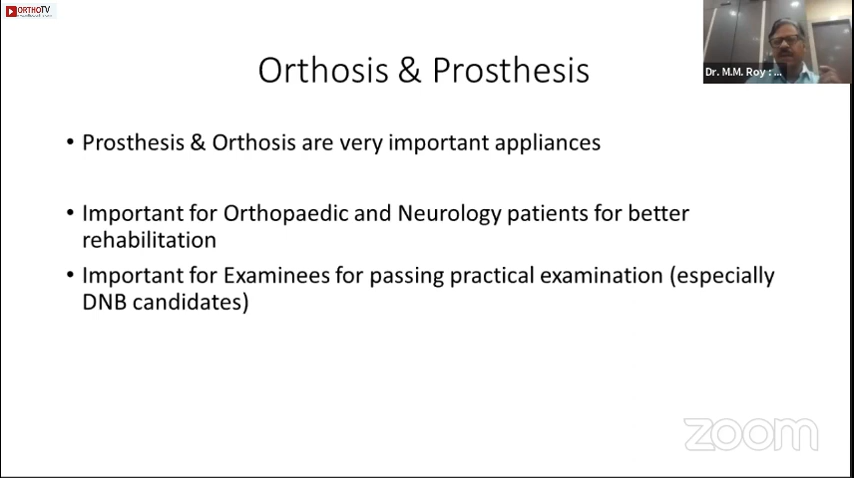 ORTHOTV
Dr. M.M. Roy : ...
Orthosis & Prosthesis
• Prosthesis & Orthosis are very important appliances
• Important for Orthopaedic and Neurology patients for better
rehabilitation
• Important for Examinees for passing practical examination (especially
DNB candidates)
zoom